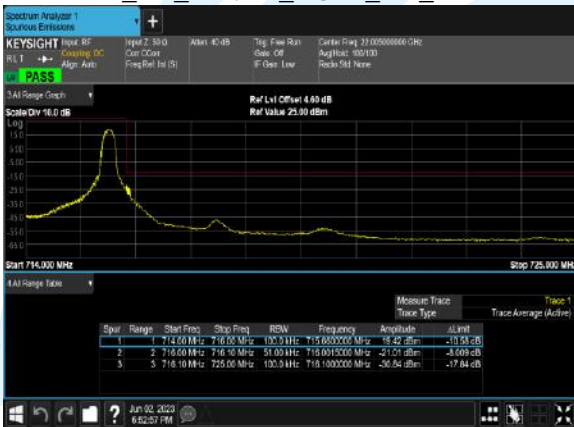 Spectrum Analyzer 1
Spurious Emissions
+
KEYSIGHT Input: RF
Coupling: DC
Align: Auto
RLT
Input Z: 50 Ω
Corr CCorr
Freq Ref: Int (S)
Atten: 40 dB
Trig: Free Run
Gate: Off
IF Gain: Low
Center Freq: 22.005000000 GHz
Avg|Hold: 100/100
Radio Std: None
PASS
3.All Range Graph
Scale/Div 10.0 dB
Ref Lvl Offset 4.60 dB
Ref Value 25.00 dBm
Log
15.0
5.00
-5.00
-15.0
-25.0
-35.0
-45.0
-55.0
-65.0
Start 714.000 MHz
Stop 725.000 MHz
4.All Range Table
Measure Trace Trace 1
Trace Type Trace Average (Active)
Spur Range Start Freq Stop Freq RBW Frequency Amplitude ΔLimit
1 1 714.00 MHz 716.00 MHz 100.0 kHz 715.6800000 MHz 19.42 dBm -10.58 dB
2 2 716.00 MHz 716.10 MHz 51.00 kHz 716.0015000 MHz -21.01 dBm -8.009 dB
3 3 716.10 MHz 725.00 MHz 100.0 kHz 716.1000000 MHz -30.84 dBm -17.84 dB
?
Jun 02, 2023
6:52:57 PM